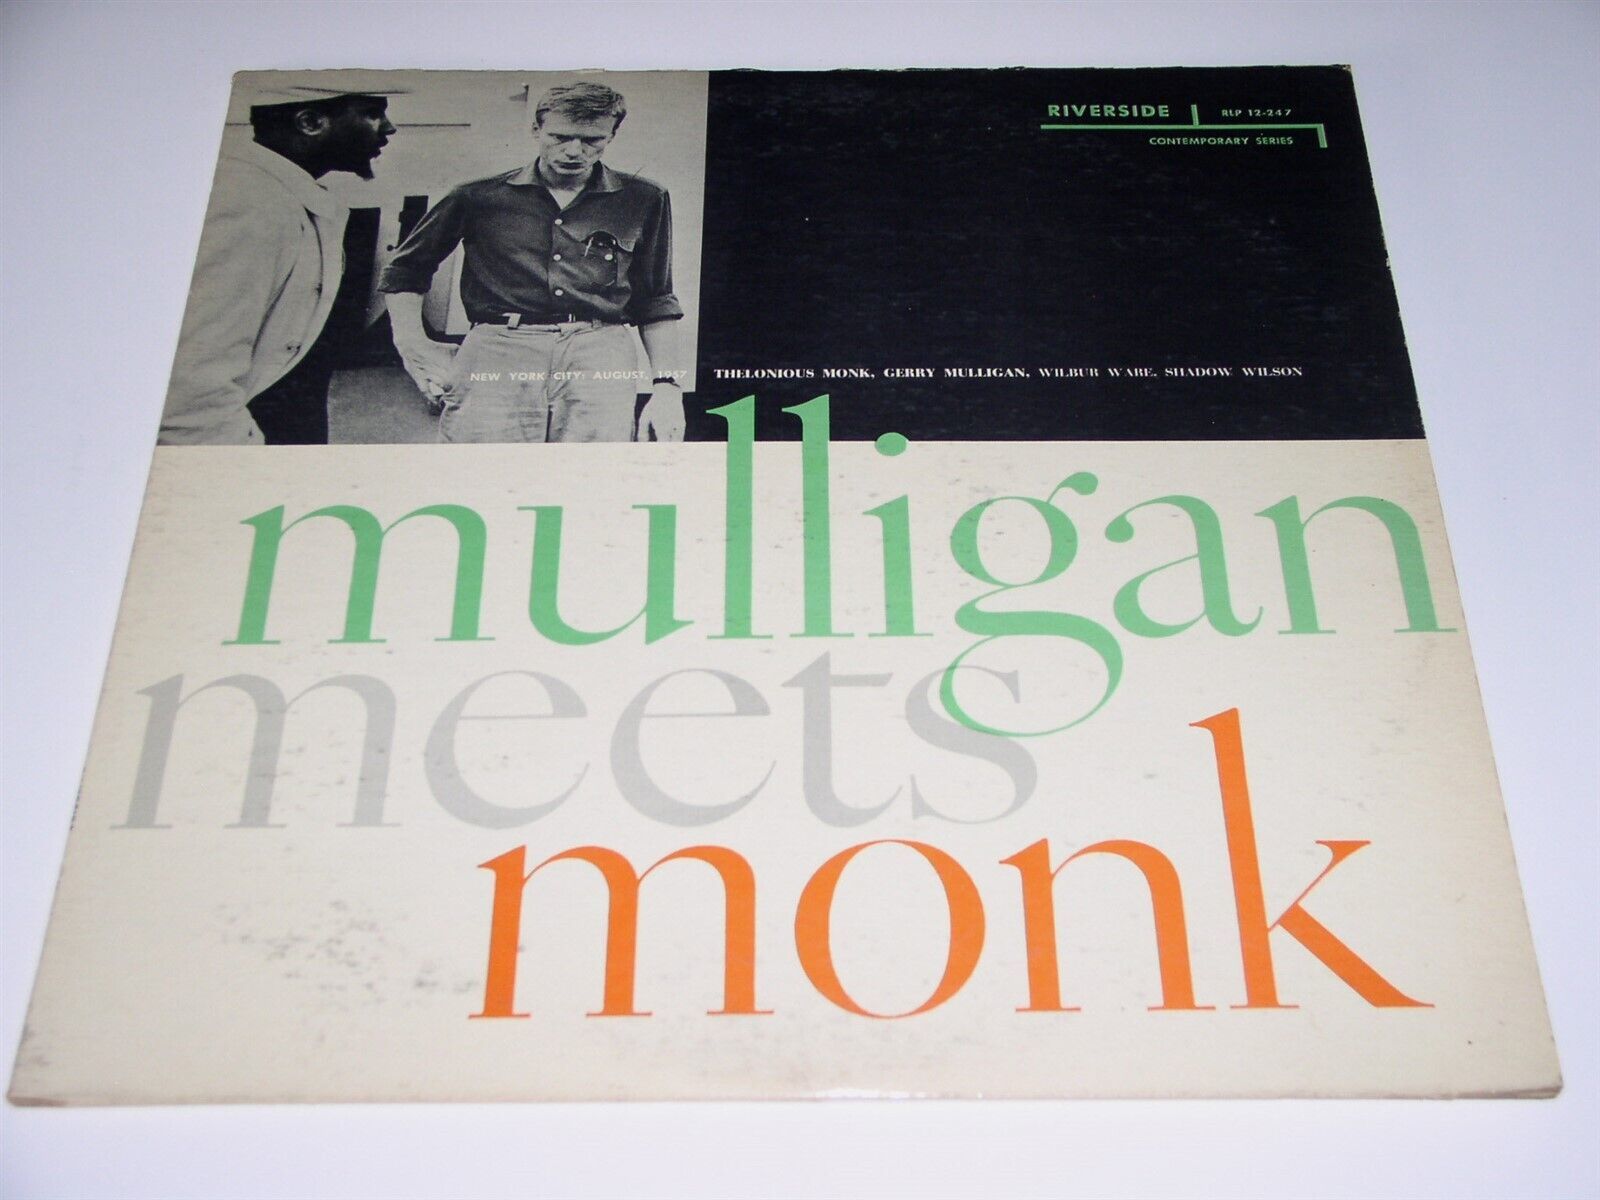 RIVERSIDE RLP 12-247
CONTEMPORARY SERIES
NEW YORK CITY: AUGUST, 1957 THELONIOUS MONK, GERRY MULLIGAN, WILBUR WARE, SHADOW WILSON
mulligan
meets
monk